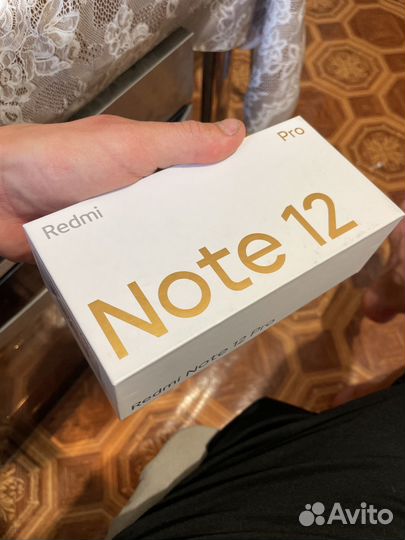 Redmi
Pro
Note 12
Redmi Note 12 Pro
Avito